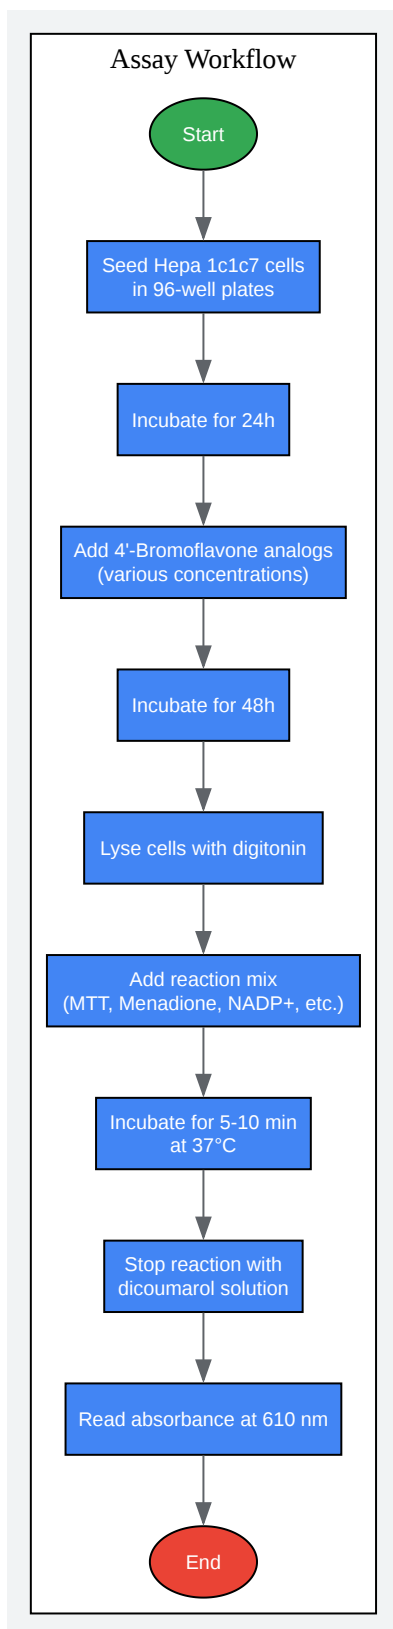 Assay Workflow
Start
Seed Hepa 1c1c7 cells
in 96-well plates
Incubate for 24h
Add 4'-Bromoflavone analogs
(various concentrations)
Incubate for 48h
Lyse cells with digitonin
Add reaction mix
(MTT, Menadione, NADP+, etc.)
Incubate for 5-10 min
at 37°C
Stop reaction with
dicoumarol solution
Read absorbance at 610 nm
End